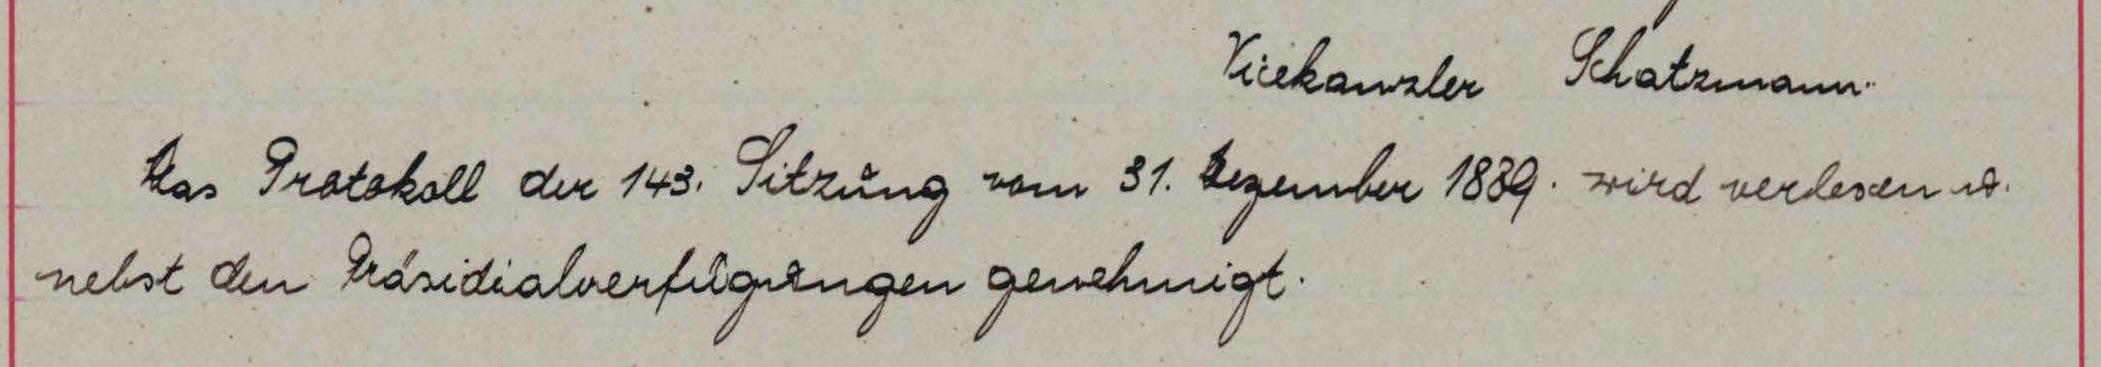 Vicekanzler Schatzmann.
Das Protokoll der 143. Sitzung vom 31. Dezember 1889. wird verlesen u.
nebst den Präsidialverfügungen genehmigt.